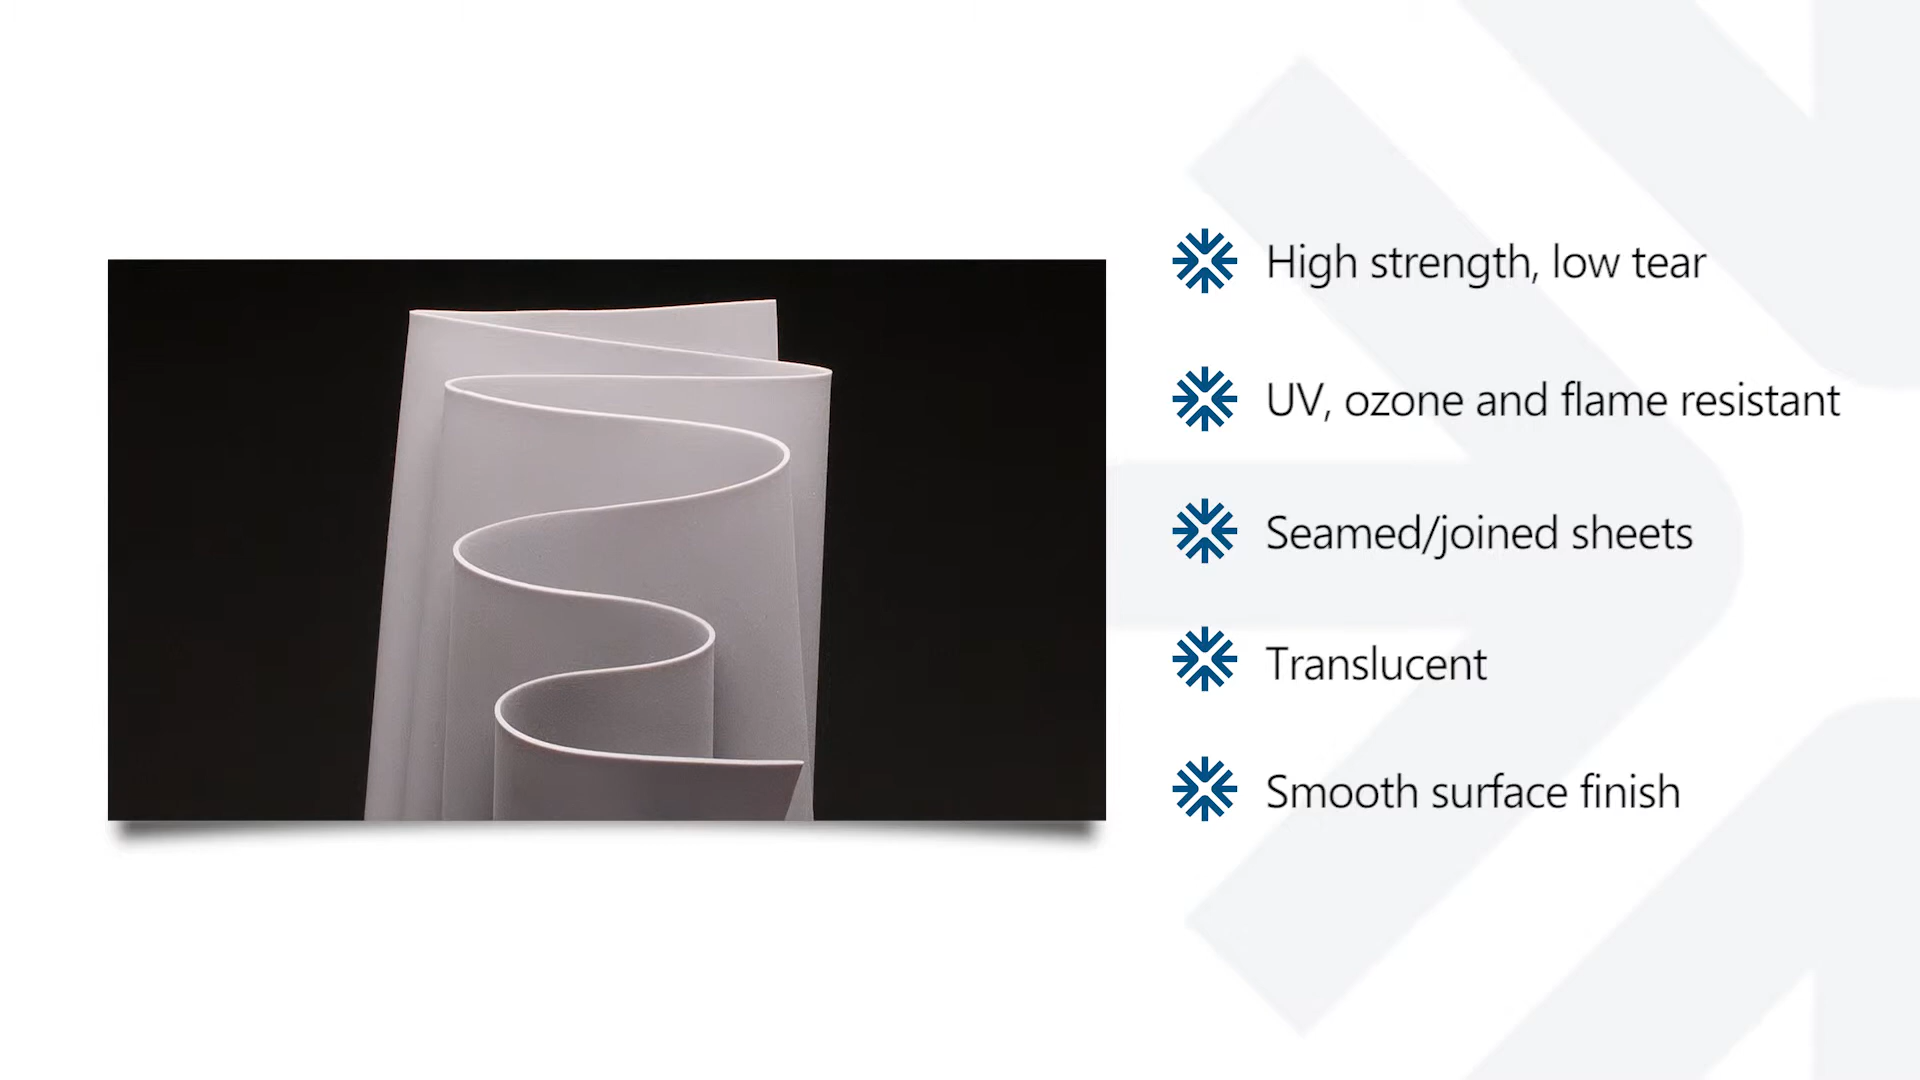 High strength, low tear
UV, ozone and flame resistant
Seamed/joined sheets
Translucent
Smooth surface finish